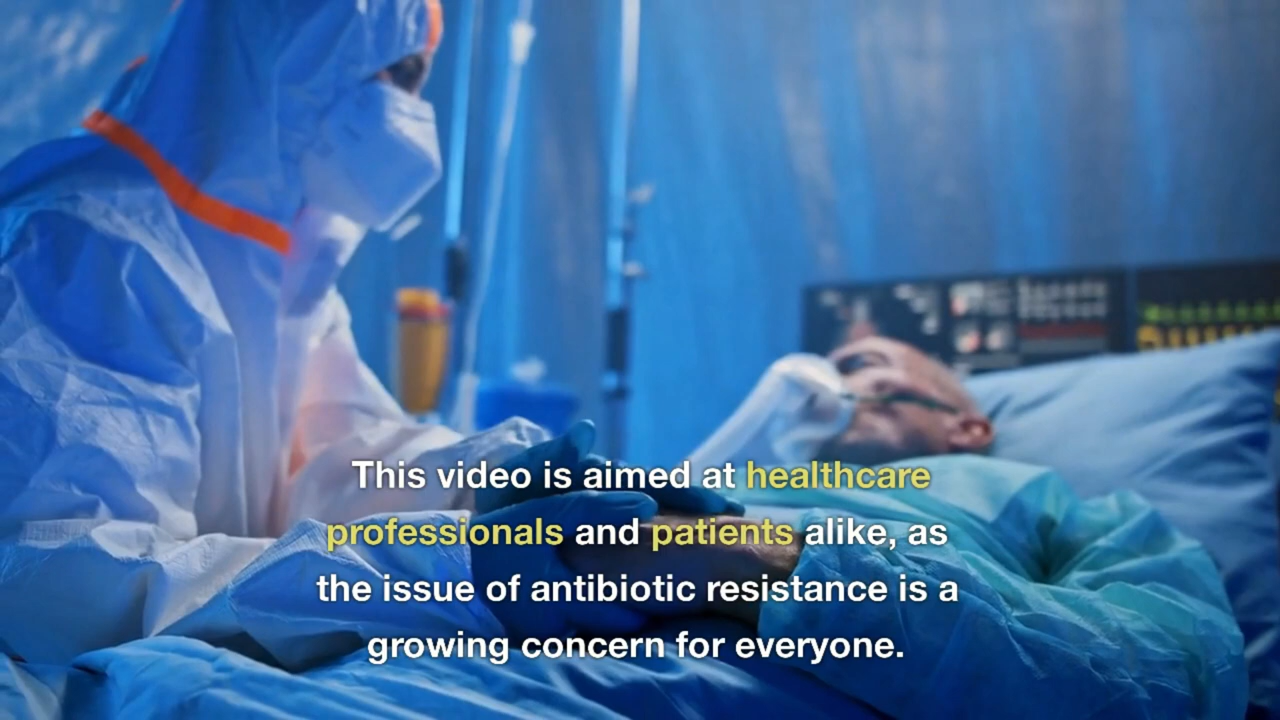 This video is aimed at healthcare
professionals and patients alike, as
the issue of antibiotic resistance is a
growing concern for everyone.